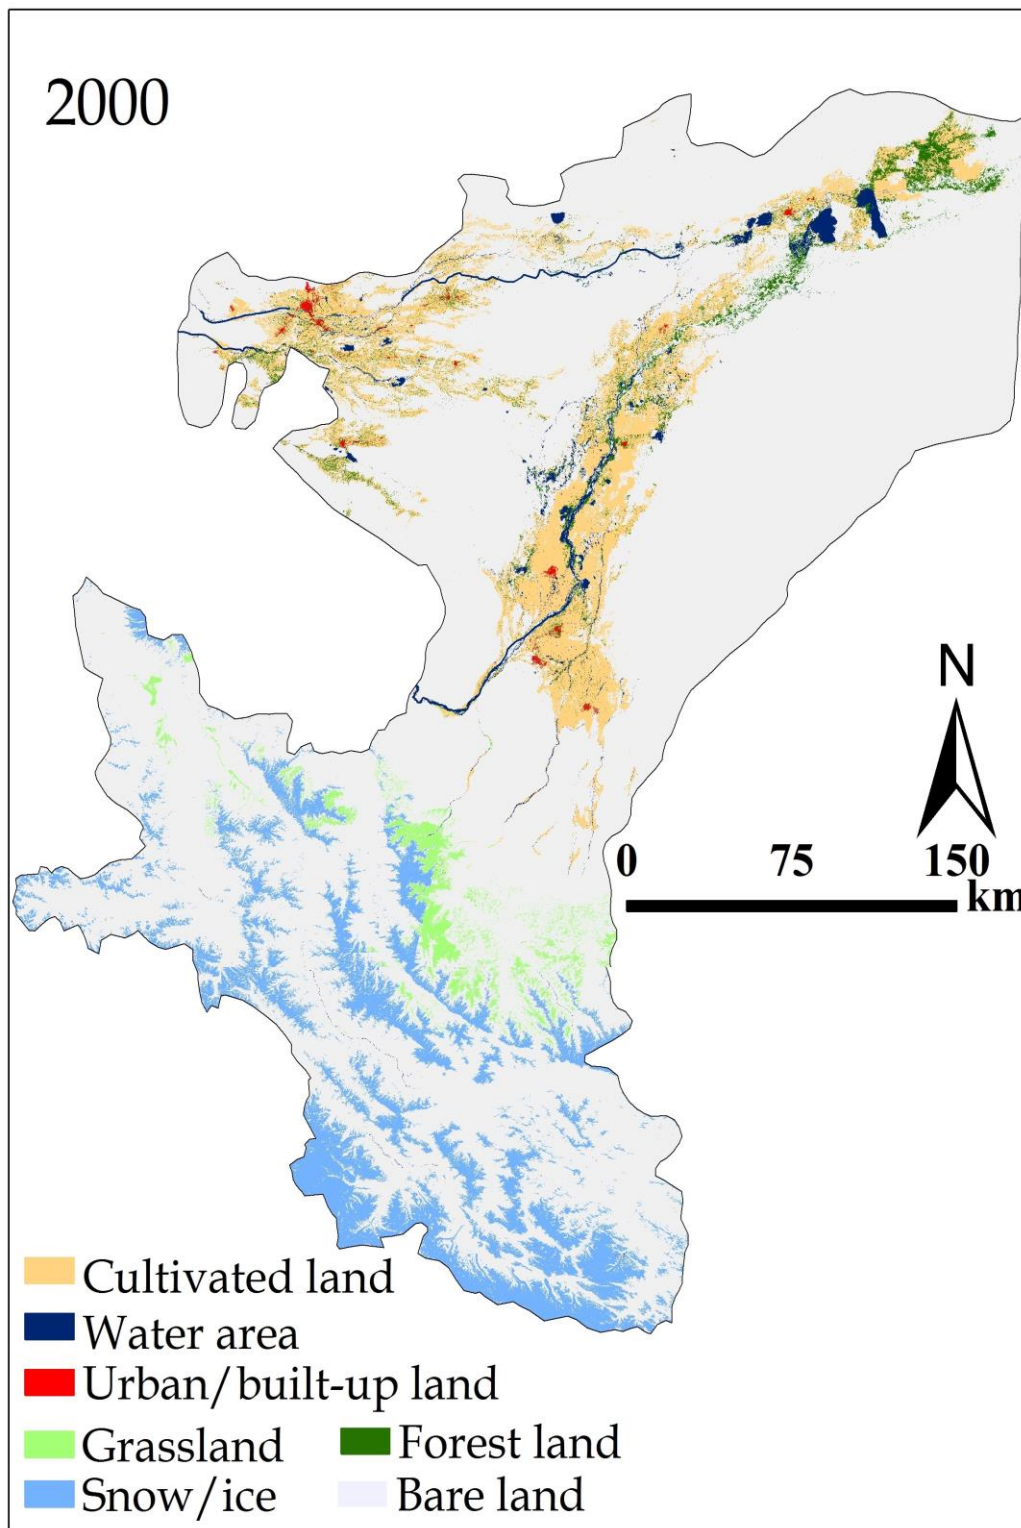 2000
N
0 75 150
km
Cultivated land
Water area
Urban/built-up land
Grassland Forest land
Snow/ice Bare land